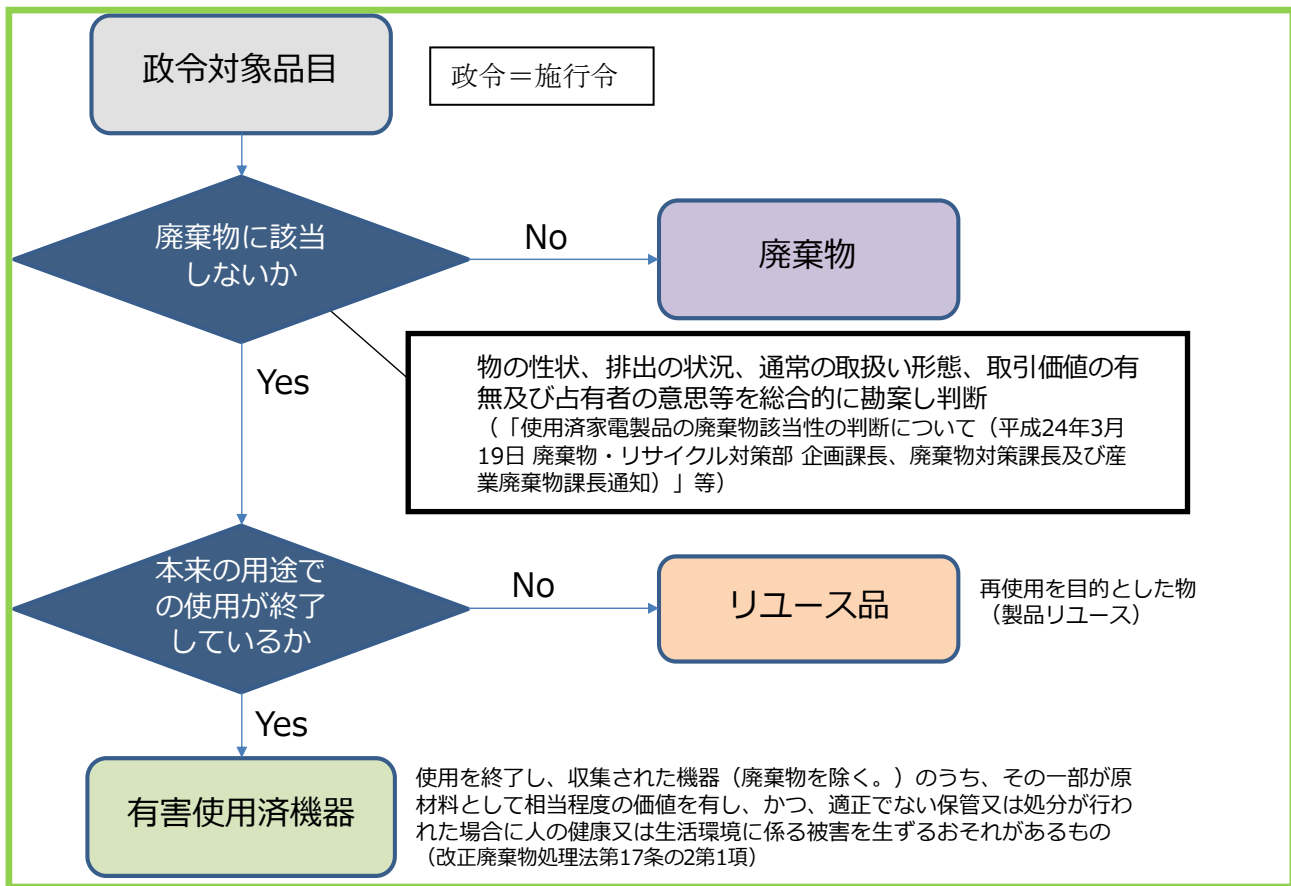 政令対象品目
政令＝施行令
廃棄物に該当
しないか
No
廃棄物
物の性状、排出の状況、通常の取扱い形態、取引価値の有
無及び占有者の意思等を総合的に勘案し判断
（「使用済家電製品の廃棄物該当性の判断について（平成24年3月
19日 廃棄物・リサイクル対策部 企画課長、廃棄物対策課長及び産
業廃棄物課長通知）」等）
Yes
本来の用途で
の使用が終了
しているか
No
リユース品
再使用を目的とした物
（製品リユース）
Yes
有害使用済機器
使用を終了し、収集された機器（廃棄物を除く。）のうち、その一部が原
材料として相当程度の価値を有し、かつ、適正でない保管又は処分が行わ
れた場合に人の健康又は生活環境に係る被害を生ずるおそれがあるもの
（改正廃棄物処理法第17条の2第1項）